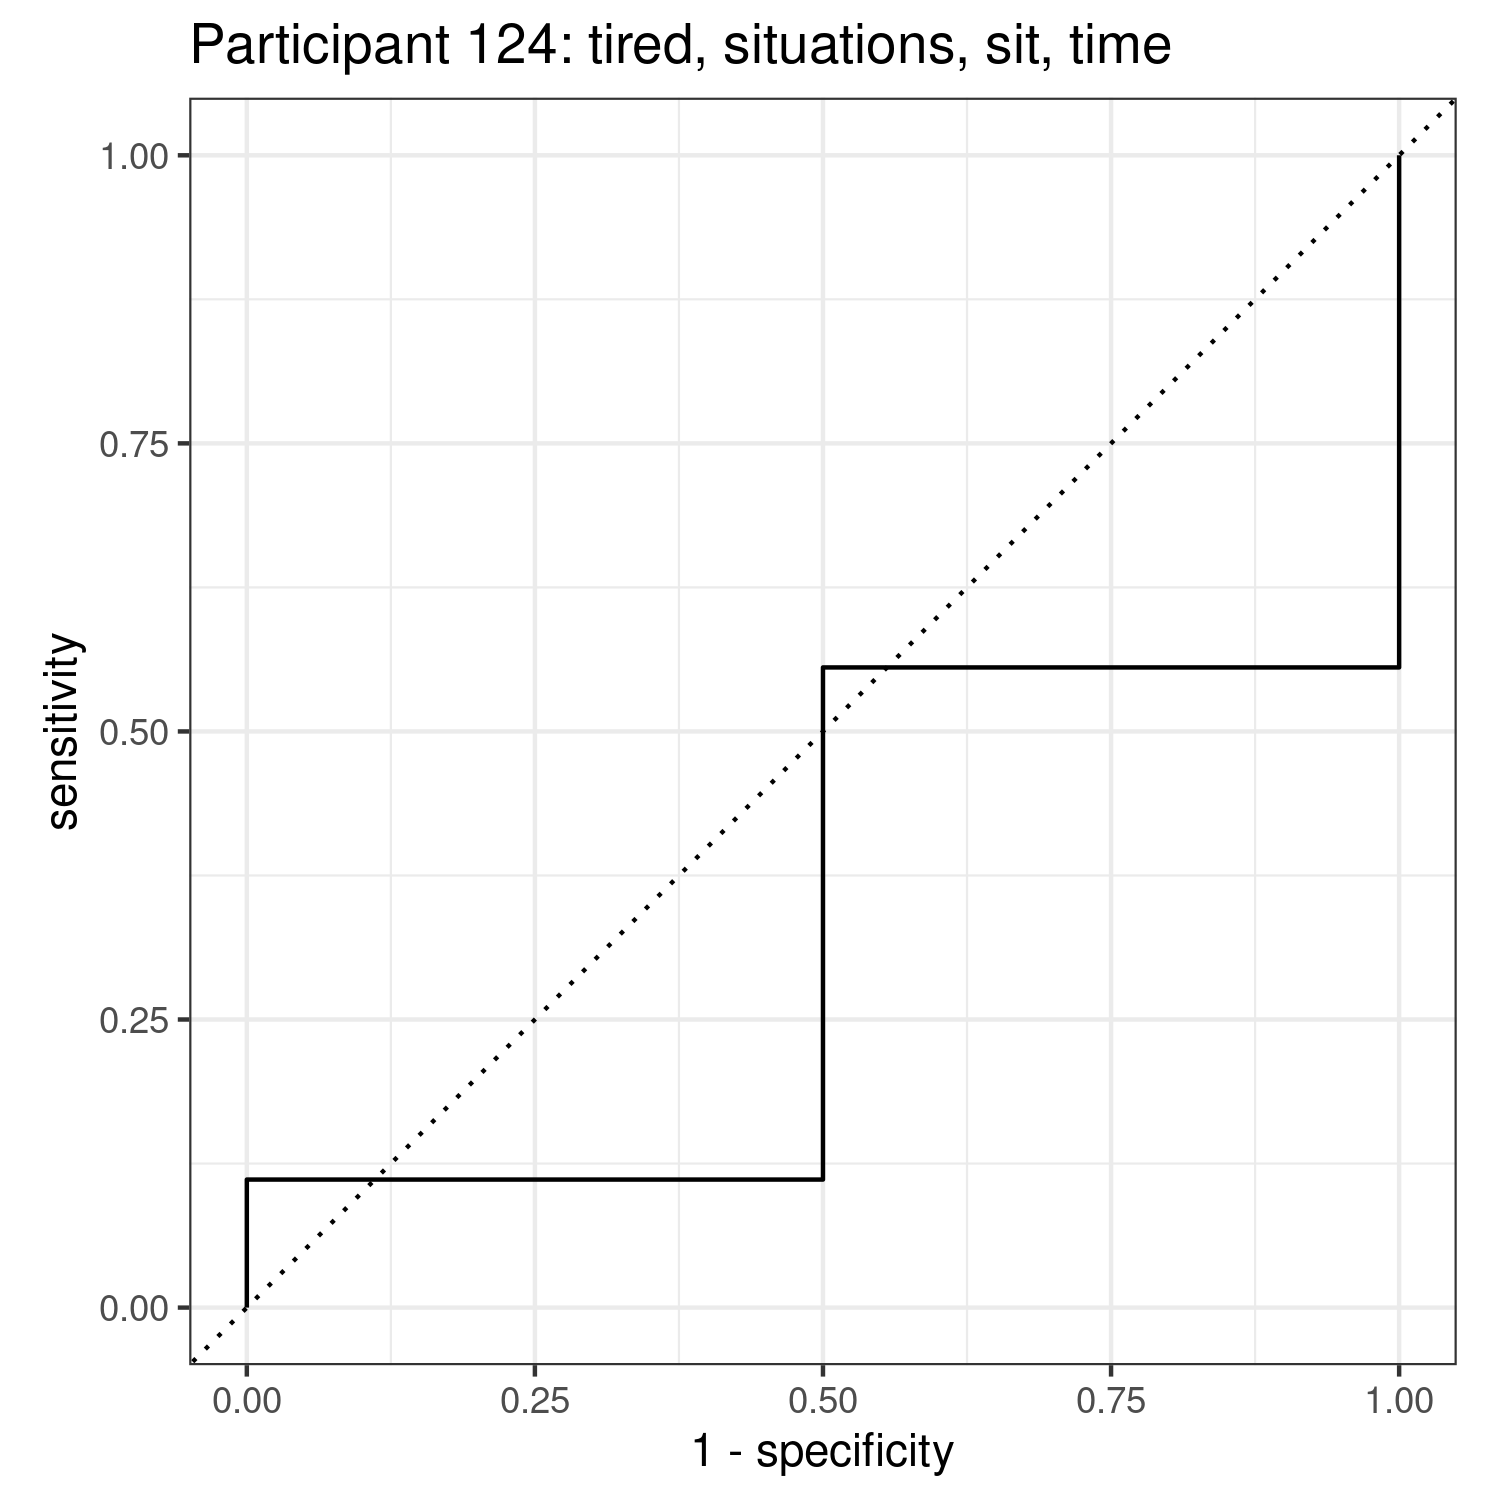 Participant 124: tired, situations, sit, time
1.00
0.75
0.50
0.25
0.00
sensitivity
0.00 0.25 0.50 0.75 1.00
1 - specificity